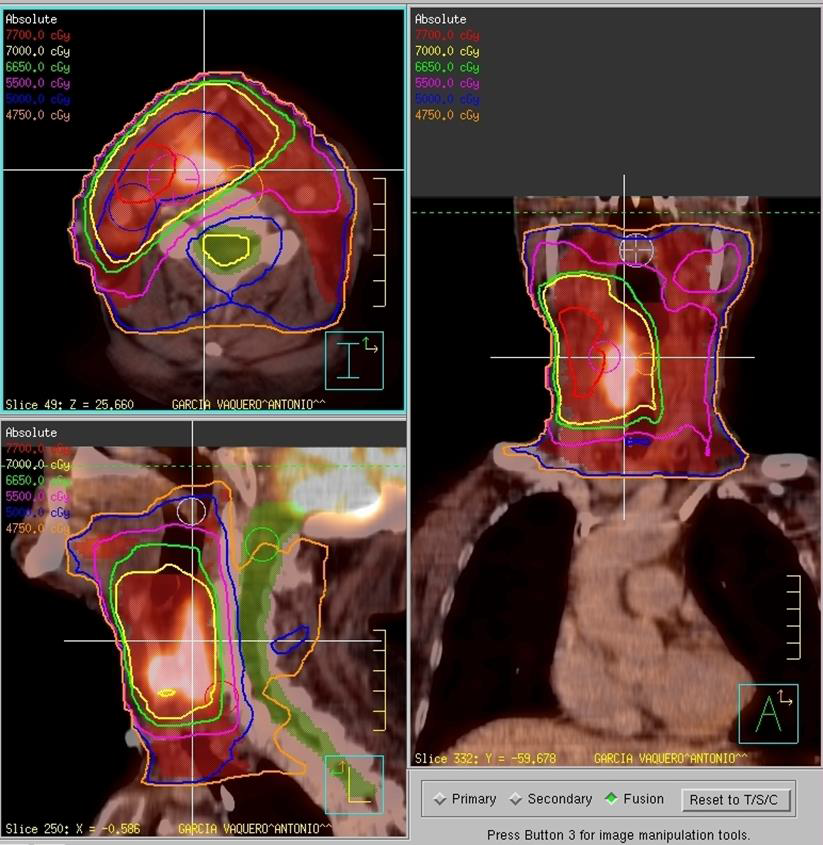 Absolute
7700.0 cGy
7000.0 cGy
6650.0 cGy
5500.0 cGy
5000.0 cGy
4750.0 cGy
I
Slice 49: Z = 25.660 GARCIA VAQUERO^ANTONIO^^
Absolute
7700.0 cGy
7000.0 cGy
6650.0 cGy
5500.0 cGy
5000.0 cGy
4750.0 cGy
A
Slice 332: Y = -59.678 GARCIA VAQUERO^ANTONIO^^
Absolute
7700.0 cGy
7000.0 cGy
6650.0 cGy
5500.0 cGy
5000.0 cGy
4750.0 cGy
L
Slice 250: X = -0.586 GARCIA VAQUERO^ANTONIO^^
Primary Secondary Fusion Reset to T/S/C
Press Button 3 for image manipulation tools.